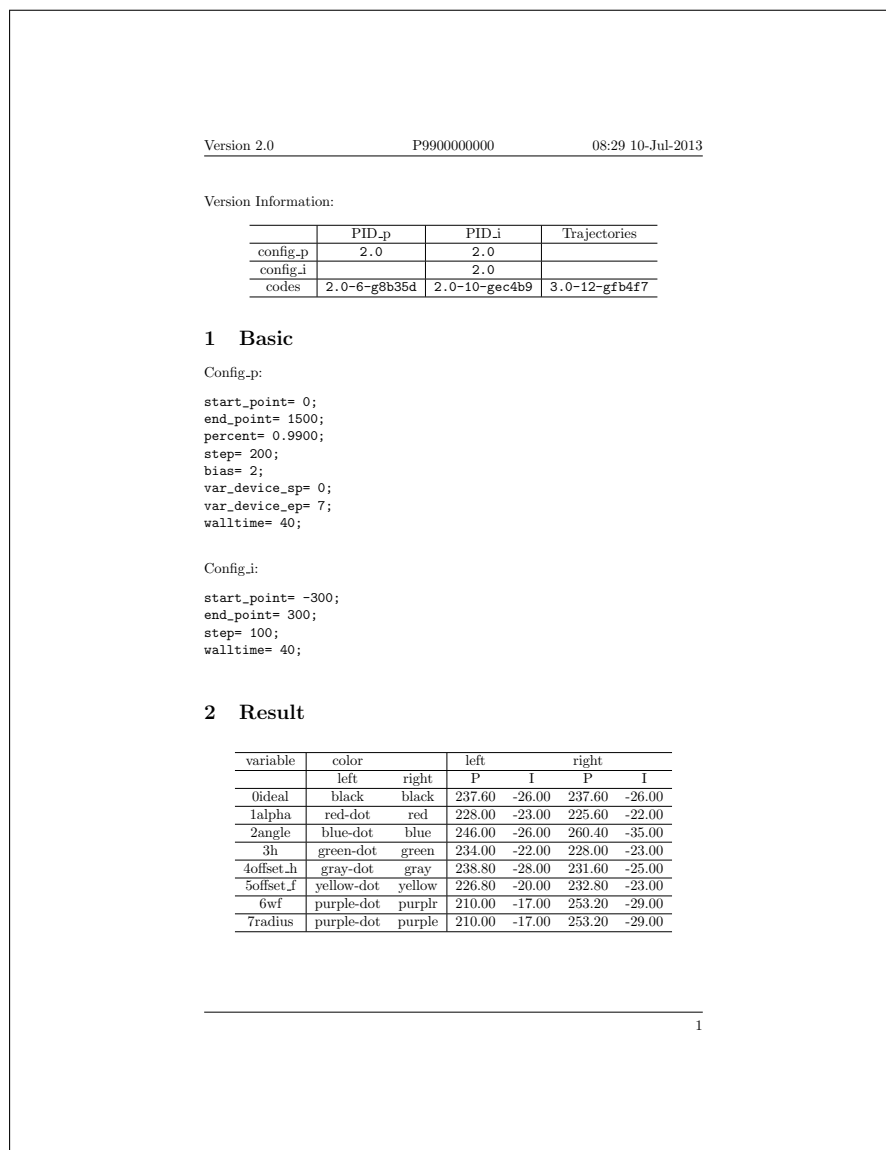 Version 2.0 P9900000000 08:29 10-Jul-2013
Version Information:
PID_p PID_i Trajectories
config_p 2.0 2.0
config_i 2.0
codes 2.0-6-g8b35d 2.0-10-gec4b9 3.0-12-gfb4f7
1 Basic
Config_p:
start_point= 0;
end_point= 1500;
percent= 0.9900;
step= 200;
bias= 2;
var_device_sp= 0;
var_device_ep= 7;
walltime= 40;
Config_i:
start_point= -300;
end_point= 300;
step= 100;
walltime= 40;
2 Result
variable color left right
left right P I P I
0ideal black black 237.60 -26.00 237.60 -26.00
1alpha red-dot red 228.00 -23.00 225.60 -22.00
2angle blue-dot blue 246.00 -26.00 260.40 -35.00
3h green-dot green 234.00 -22.00 228.00 -23.00
4offset_h gray-dot gray 238.80 -28.00 231.60 -25.00
5offset_f yellow-dot yellow 226.80 -20.00 232.80 -23.00
6wf purple-dot purplr 210.00 -17.00 253.20 -29.00
7radius purple-dot purple 210.00 -17.00 253.20 -29.00
1